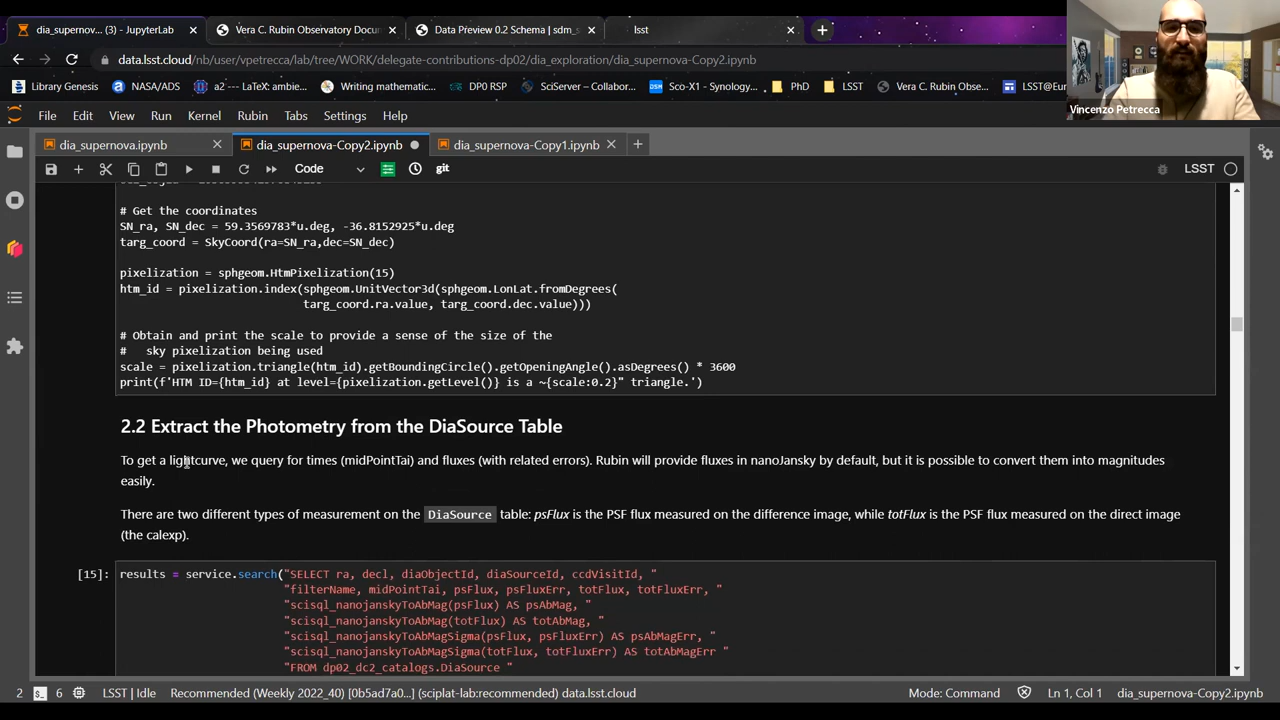 dia_supernov... (3) - JupyterLab
Vera C. Rubin Observatory Docu
Data Preview 0.2 Schema | sdm_s
lsst
data.lsst.cloud/nb/user/vpetrecca/lab/tree/WORK/delegate-contributions-dp02/dia_exploration/dia_supernova-Copy2.ipynb
Library Genesis
NASA/ADS
a2 --- LaTeX: ambie...
Writing mathematic...
DP0 RSP
SciServer – Collabor...
Sco-X1 - Synology...
PhD
LSST
Vera C. Rubin Obse...
LSST@Eur
Vincenzo Petrecca
File
Edit
View
Run
Kernel
Rubin
Tabs
Settings
Help
dia_supernova.ipynb
dia_supernova-Copy2.ipynb
dia_supernova-Copy1.ipynb
Code
git
LSST
# Get the coordinates
SN_ra, SN_dec = 59.3569783*u.deg, -36.8152925*u.deg
targ_coord = SkyCoord(ra=SN_ra,dec=SN_dec)
pixelization = sphgeom.HtmPixelization(15)
htm_id = pixelization.index(sphgeom.UnitVector3d(sphgeom.LonLat.fromDegrees(
targ_coord.ra.value, targ_coord.dec.value)))
# Obtain and print the scale to provide a sense of the size of the
#   sky pixelization being used
scale = pixelization.triangle(htm_id).getBoundingCircle().getOpeningAngle().asDegrees() * 3600
print(f'HTM ID={htm_id} at level={pixelization.getLevel()} is a ~{scale:0.2}" triangle.')
2.2 Extract the Photometry from the DiaSource Table
To get a lightcurve, we query for times (midPointTai) and fluxes (with related errors). Rubin will provide fluxes in nanoJansky by default, but it is possible to convert them into magnitudes
easily.
There are two different types of measurement on the DiaSource table: psFlux is the PSF flux measured on the difference image, while totFlux is the PSF flux measured on the direct image
(the calexp).
[15]: results = service.search("SELECT ra, decl, diaObjectId, diaSourceId, ccdVisitId, "
"filterName, midPointTai, psFlux, psFluxErr, totFlux, totFluxErr, "
"scisql_nanojanskyToAbMag(psFlux) AS psAbMag, "
"scisql_nanojanskyToAbMag(totFlux) AS totAbMag, "
"scisql_nanojanskyToAbMagSigma(psFlux, psFluxErr) AS psAbMagErr, "
"scisql_nanojanskyToAbMagSigma(totFlux, totFluxErr) AS totAbMagErr "
"FROM dp02_dc2_catalogs.DiaSource "
2
6
LSST | Idle
Recommended (Weekly 2022_40) [0b5ad7a0...] (sciplat-lab:recommended) data.lsst.cloud
Mode: Command
Ln 1, Col 1
dia_supernova-Copy2.ipynb